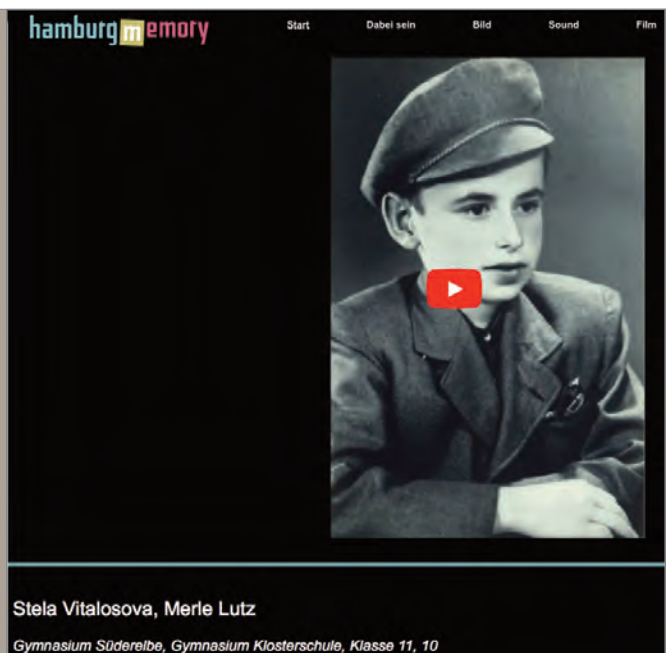 hamburgmemory
Start Dabei sein Bild Sound Film
Stela Vitalosova, Merle Lutz
Gymnasium Süderelbe, Gymnasium Klosterschule, Klasse 11, 10